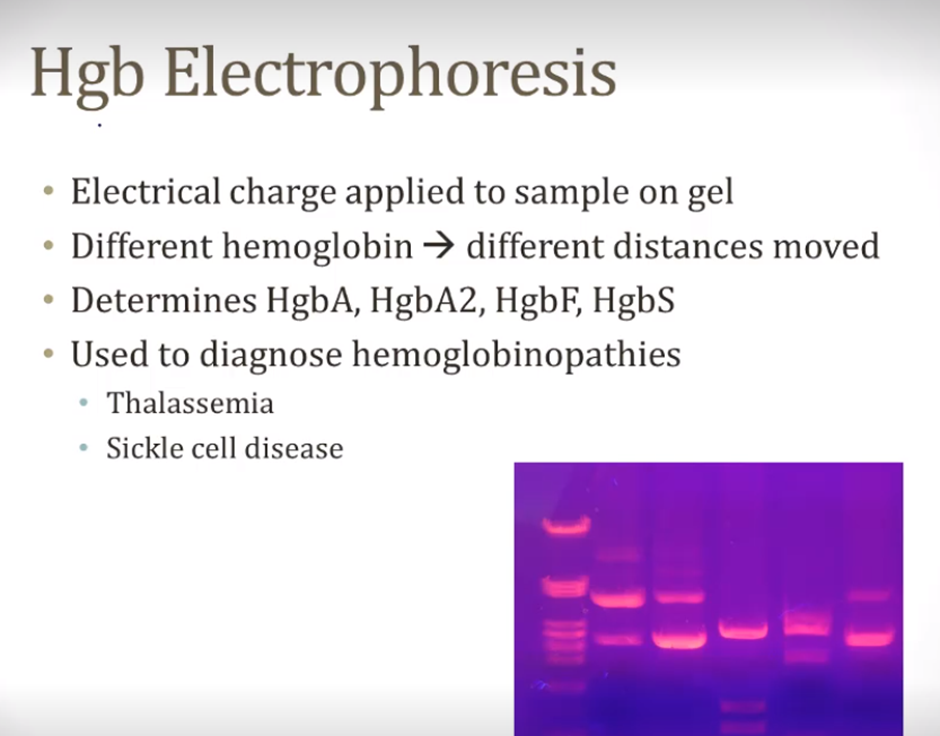 Hgb Electrophoresis
• Electrical charge applied to sample on gel
• Different hemoglobin → different distances moved
• Determines HgbA, HgbA2, HgbF, HgbS
• Used to diagnose hemoglobinopathies
• Thalassemia
• Sickle cell disease